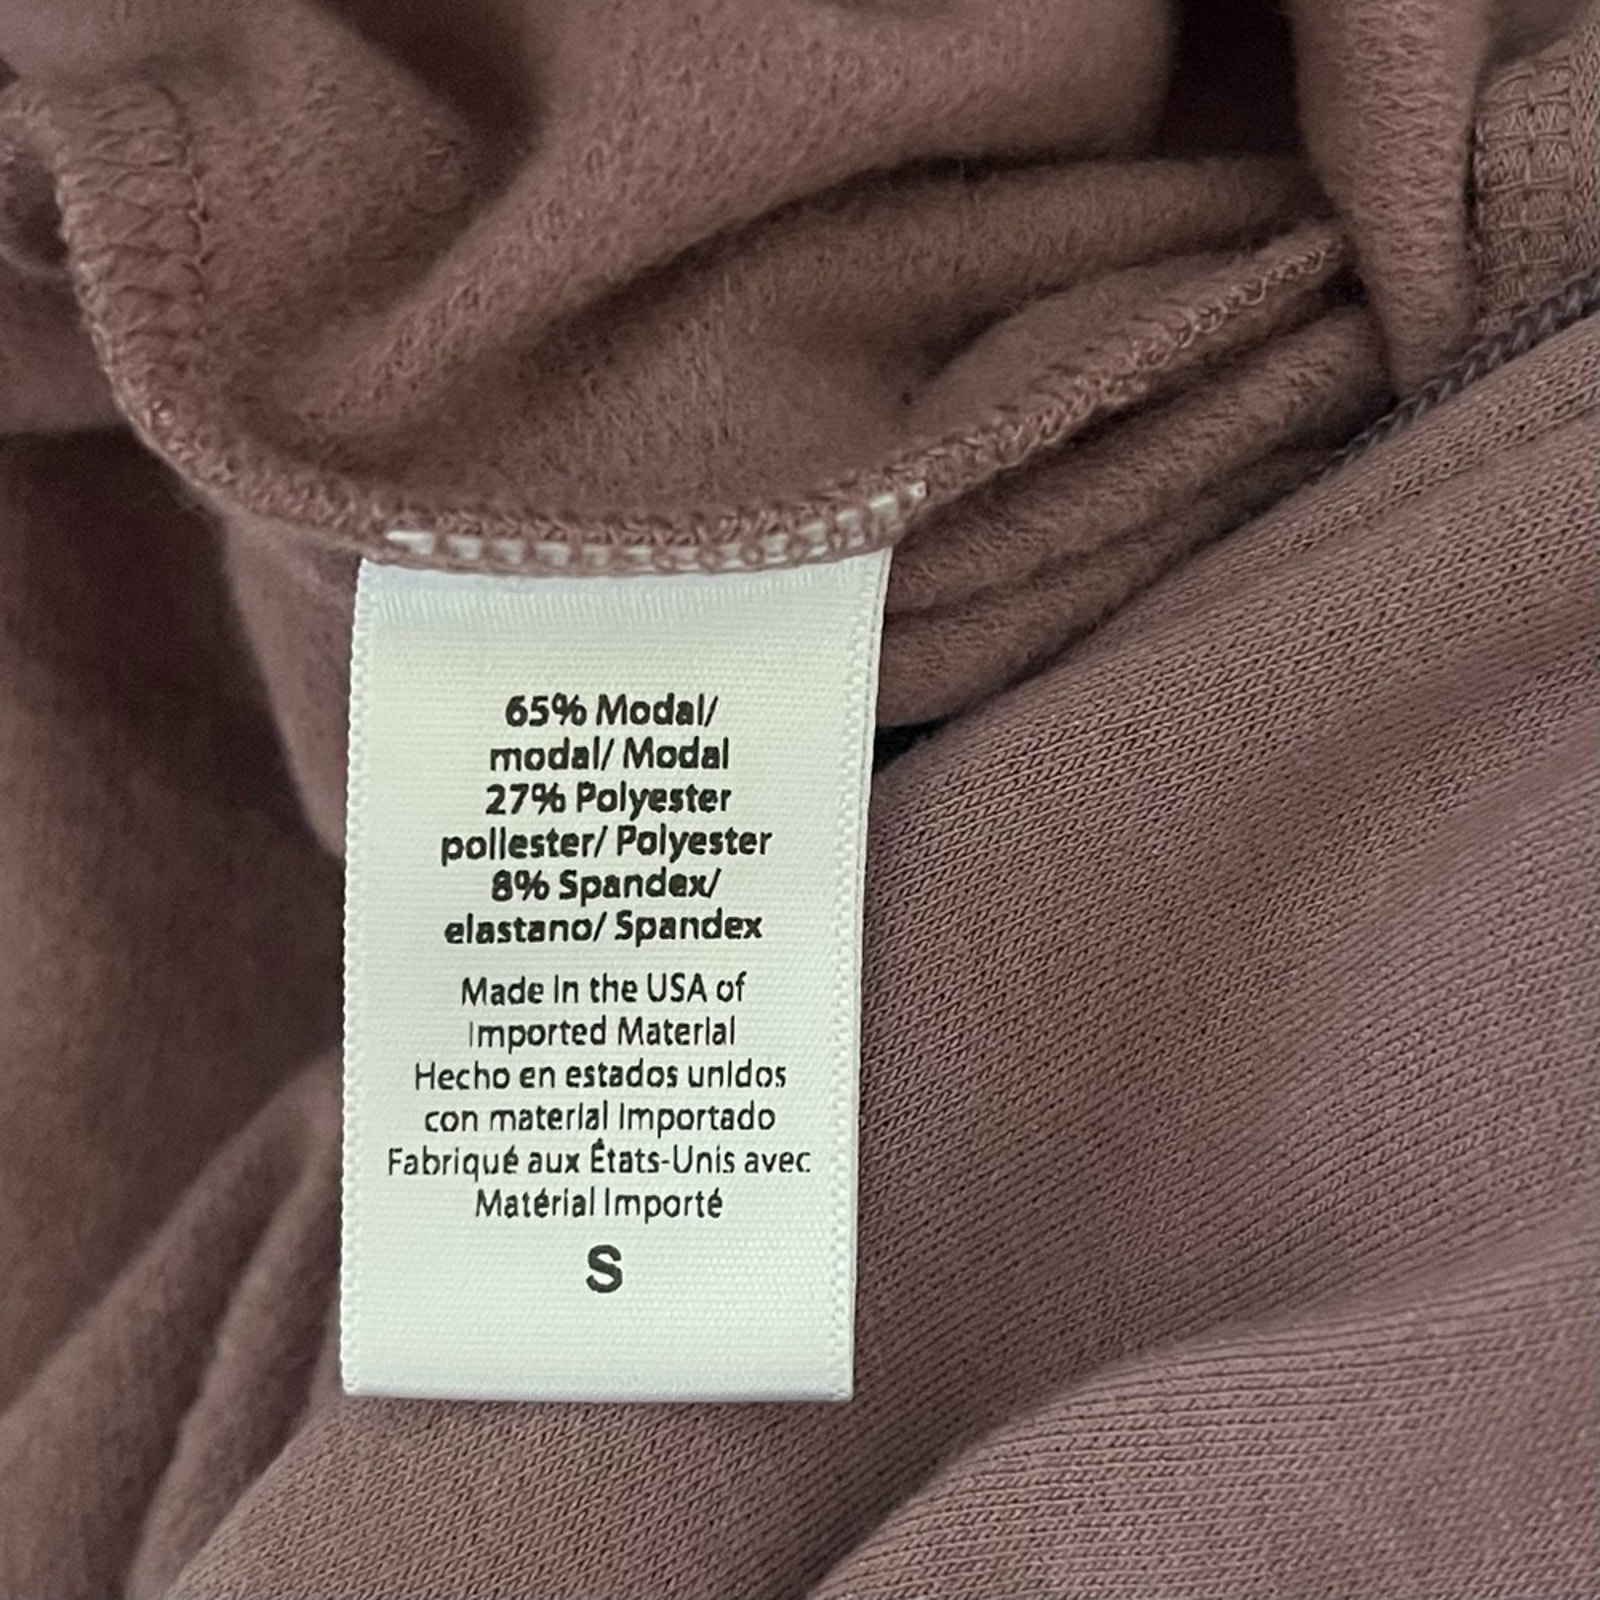 65% Modal/
modal/ Modal
27% Polyester
pollester/ Polyester
8% Spandex/
elastano/ Spandex
Made in the USA of
Imported Material
Hecho en estados unidos
con material importado
Fabriqué aux États-Unis avec
Matérial Importé
S